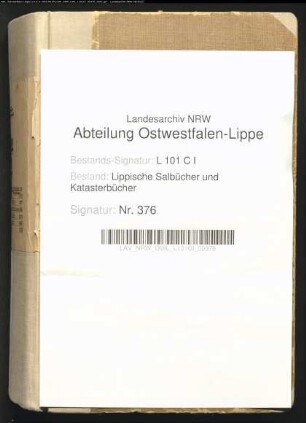 Landesarchiv NRW
Abteilung Ostwestfalen-Lippe
Bestands-Signatur: L 101 C I
Bestand: Lippische Salbücher und
Katasterbücher
Signatur: Nr. 376